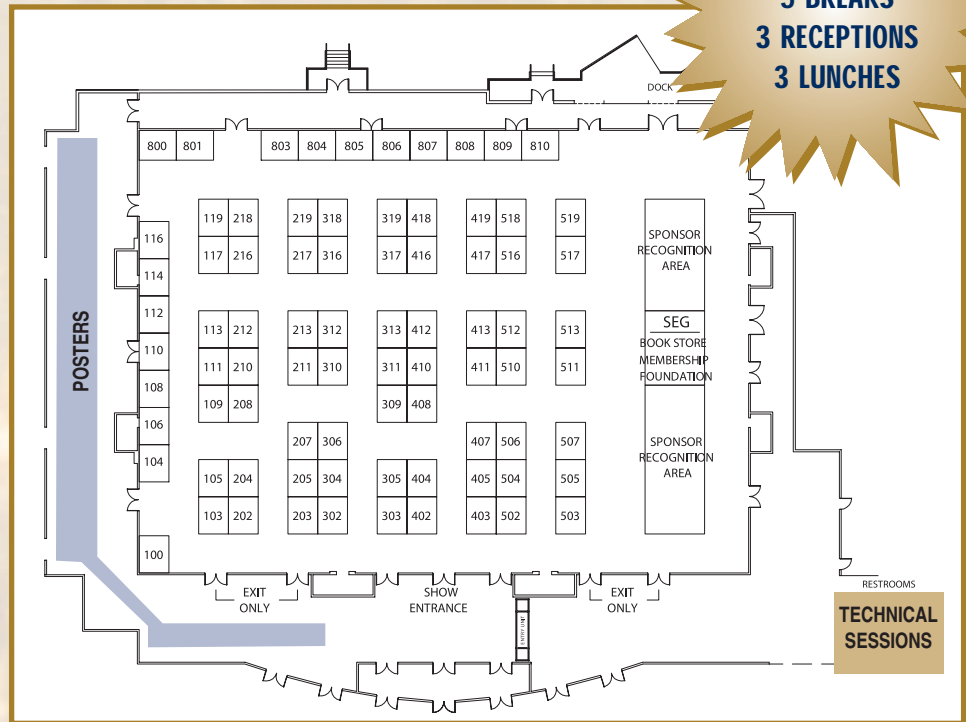 5 BREAKS
3 RECEPTIONS
3 LUNCHES
DOCK
800 801 803 804 805 806 807 808 809 810
119 218 219 318 319 418 419 518 519
116
117 216 217 316 317 416 417 516 517
SPONSOR
RECOGNITION
AREA
114
112
113 212 213 312 313 412 413 512 513
SEG
BOOK STORE
MEMBERSHIP
FOUNDATION
110
111 210 211 310 311 410 411 510 511
108
109 208 309 408
POSTERS
106
207 306 407 506 507
SPONSOR
RECOGNITION
AREA
104
105 204 205 304 305 404 405 504 505
103 202 203 302 303 402 403 502 503
100
EXIT
ONLY
SHOW
ENTRANCE
EXIT
ONLY
ENTRY UNIT
RESTROOMS
TECHNICAL
SESSIONS